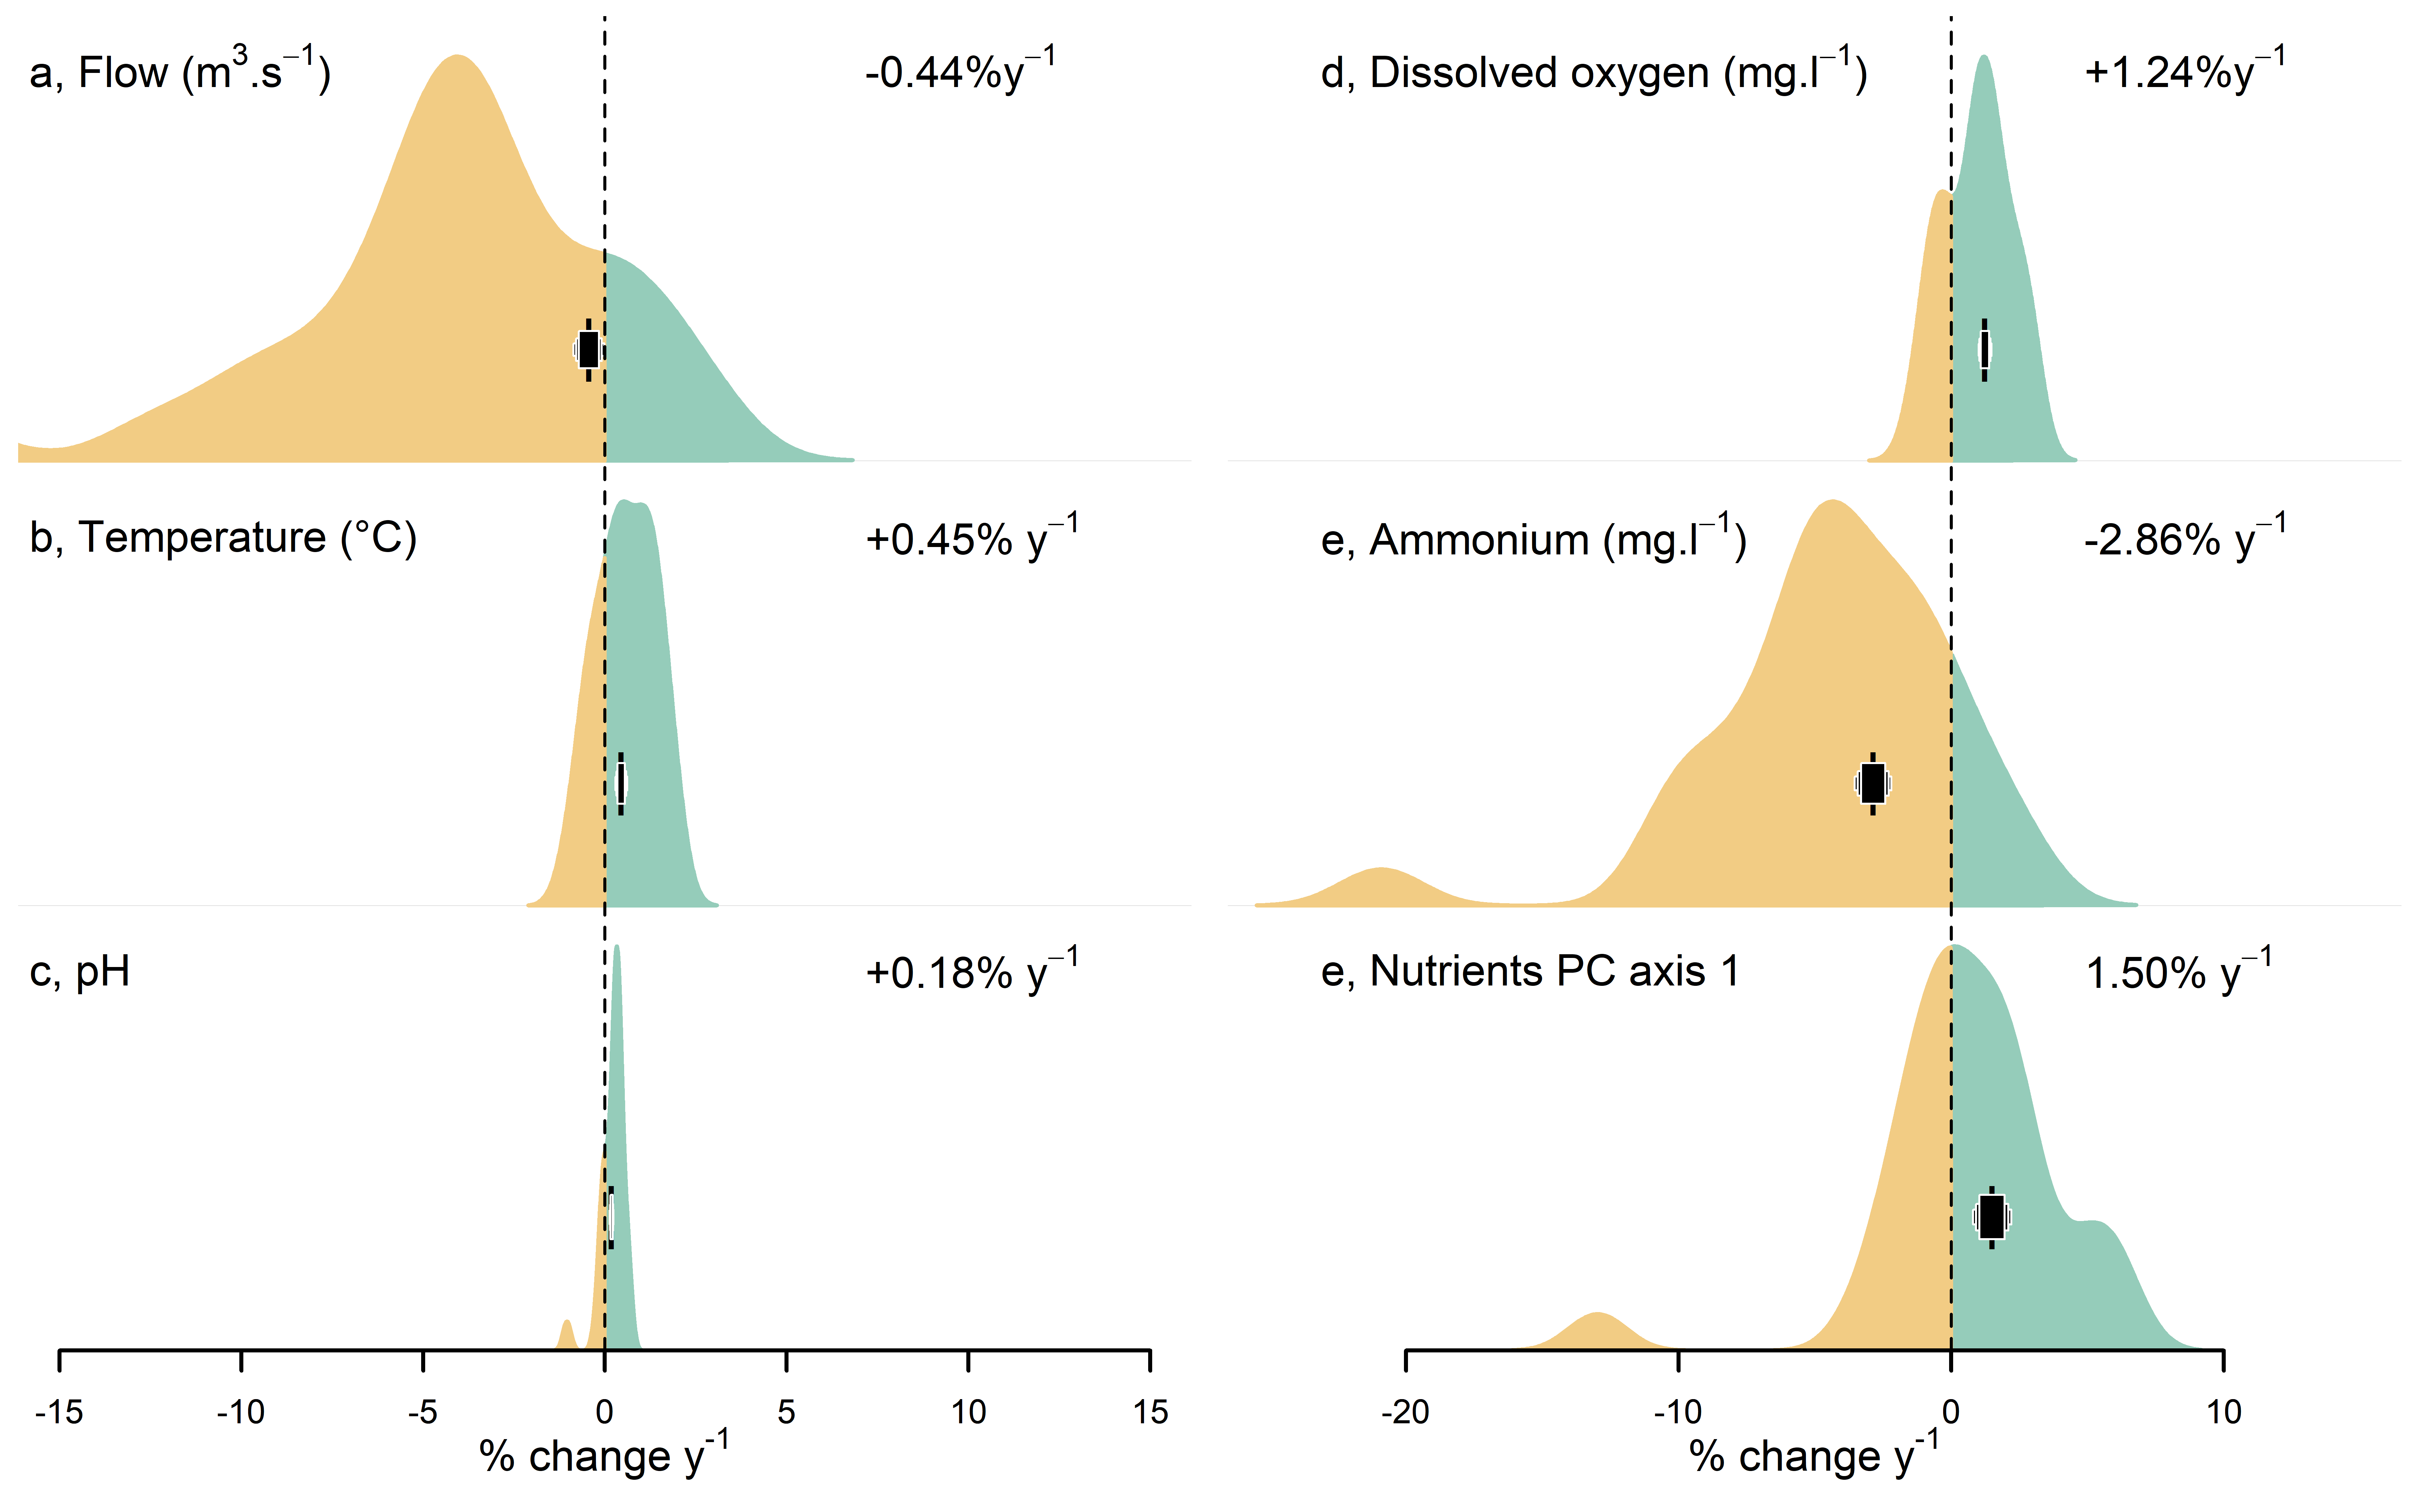 a, Flow (m³.s⁻¹)
-0.44%y⁻¹
b, Temperature (°C)
+0.45% y⁻¹
c, pH
+0.18% y⁻¹
-15 -10 -5 0 5 10 15
% change y⁻¹
d, Dissolved oxygen (mg.l⁻¹)
+1.24%y⁻¹
e, Ammonium (mg.l⁻¹)
-2.86% y⁻¹
e, Nutrients PC axis 1
1.50% y⁻¹
-20 -10 0 10
% change y⁻¹